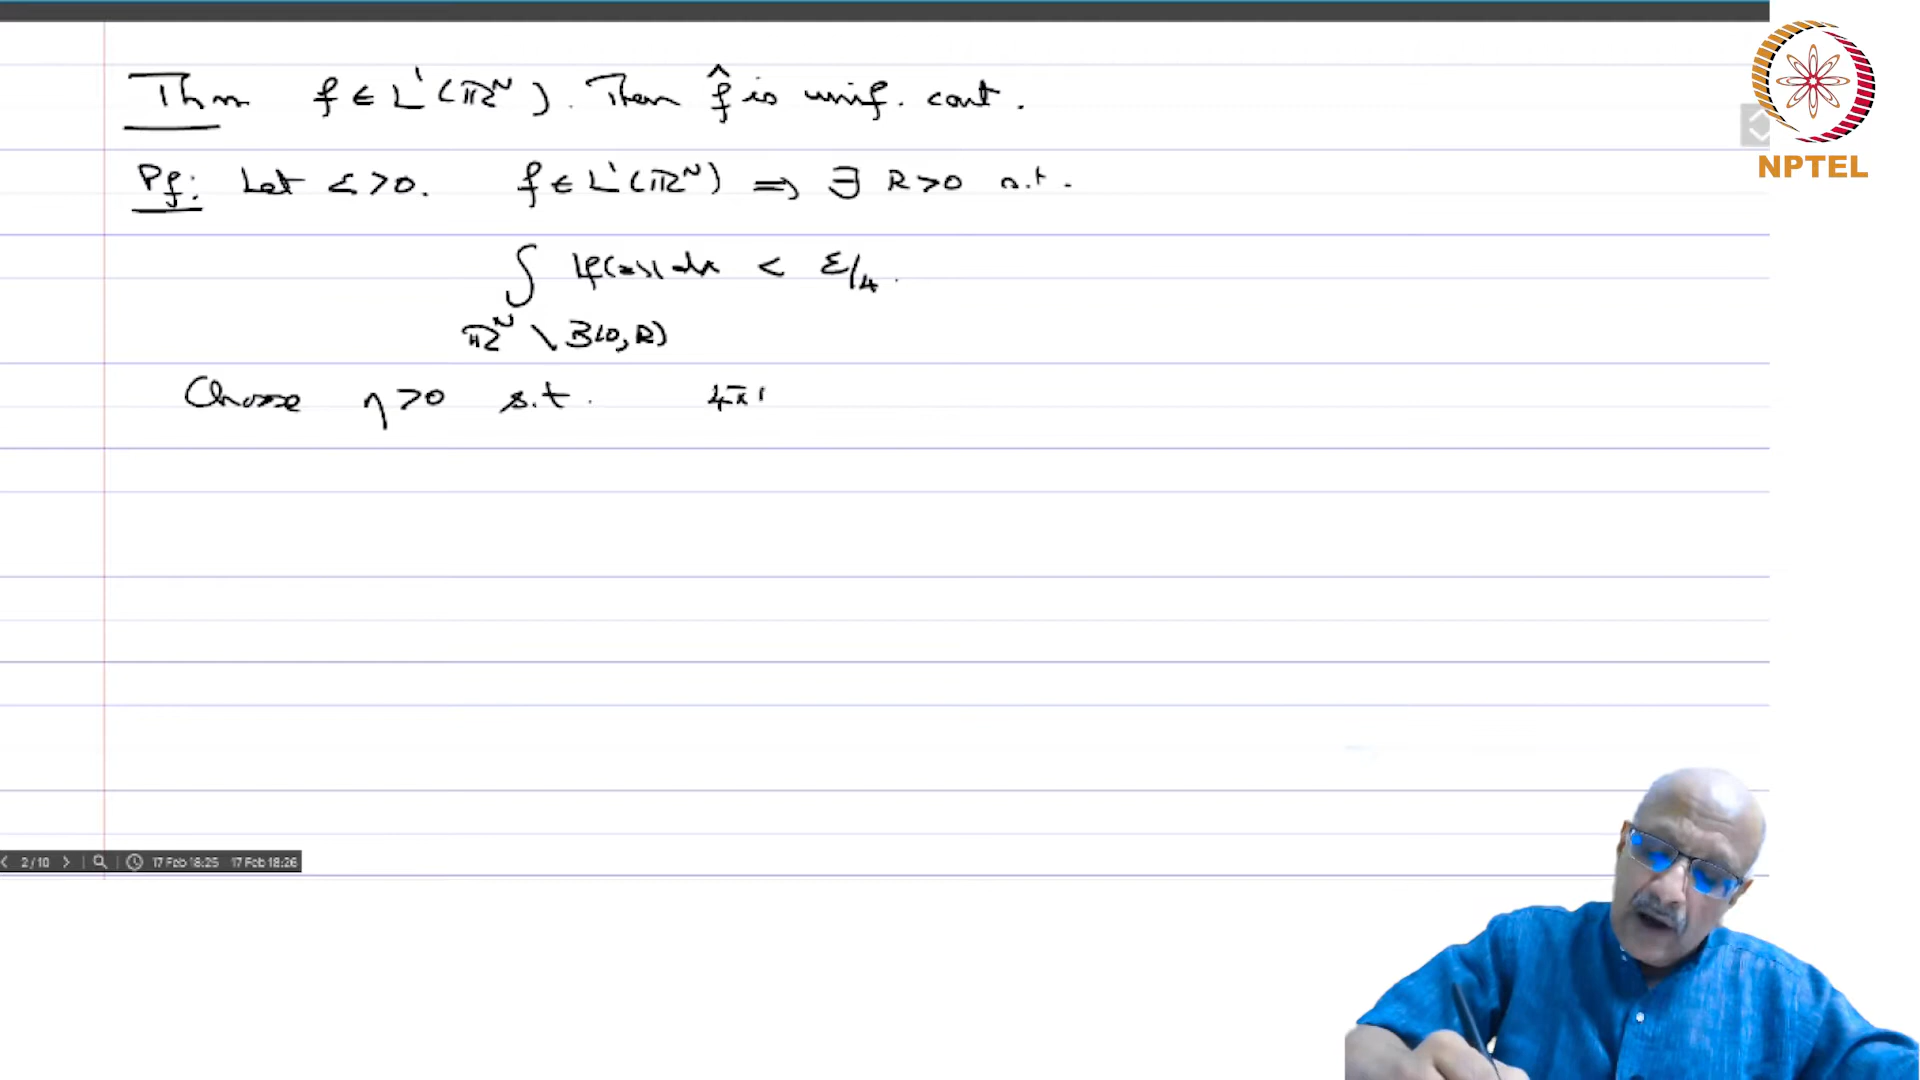 Thm f ∈ L¹(ℝᴺ). Then f̂ is unif. cont.
Pf: Let ε>0. f ∈ L¹(ℝᴺ) ⇒ ∃ R>0 s.t.
∫ |f(x)| dx < ε/4.
ℝᴺ \ B(0,R)
Choose η>0 s.t. 4π
NPTEL
2/10 17 Feb 18:25 17 Feb 18:26